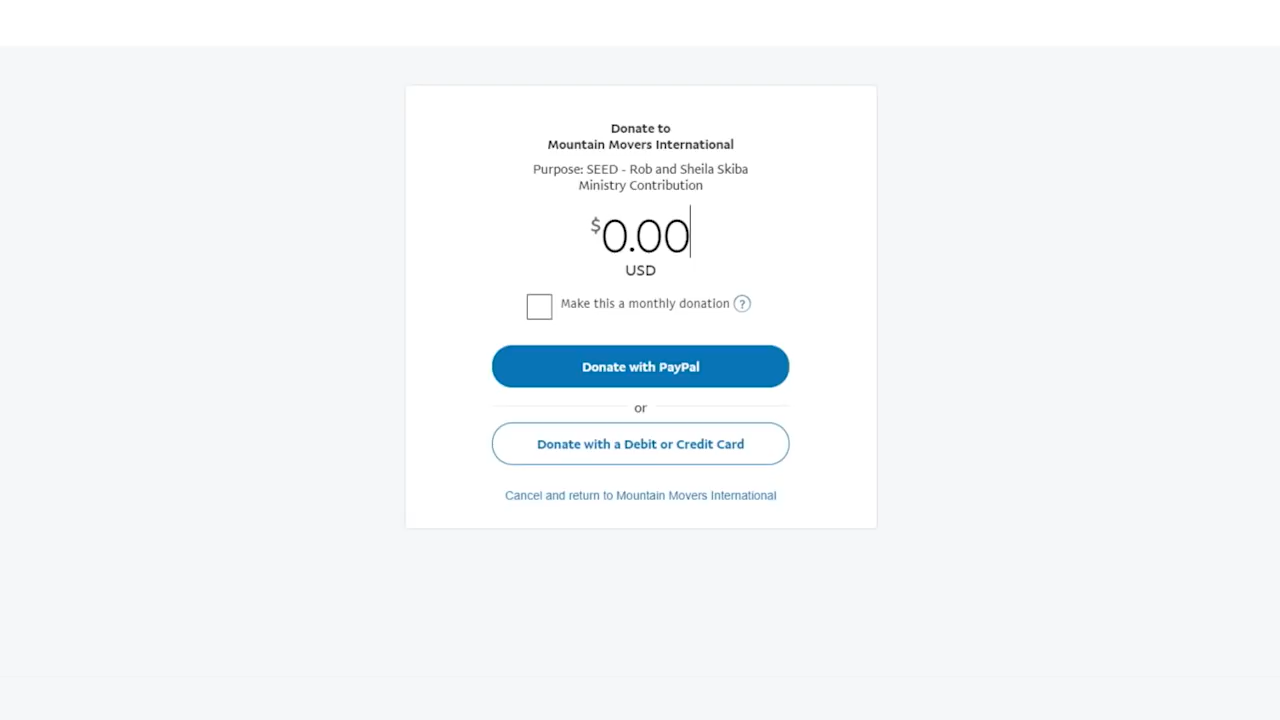 Donate to
Mountain Movers International
Purpose: SEED - Rob and Sheila Skiba
Ministry Contribution
$0.00
USD
Make this a monthly donation ?
Donate with PayPal
or
Donate with a Debit or Credit Card
Cancel and return to Mountain Movers International